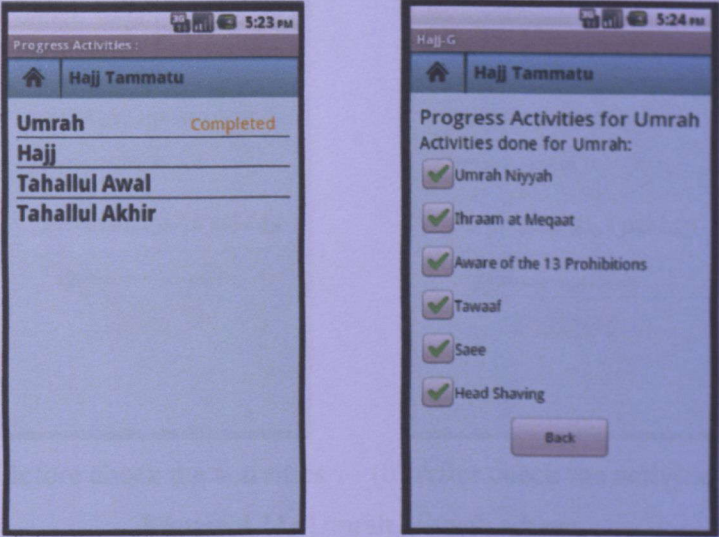 3G
5:23 PM
Progress Activities :
Hajj Tammatu
Umrah Completed
Hajj
Tahallul Awal
Tahallul Akhir
3G
5:24 PM
Hajj-G
Hajj Tammatu
Progress Activities for Umrah
Activities done for Umrah:
Umrah Niyyah
Ihraam at Meqaat
Aware of the 13 Prohibitions
Tawaaf
Saee
Head Shaving
Back